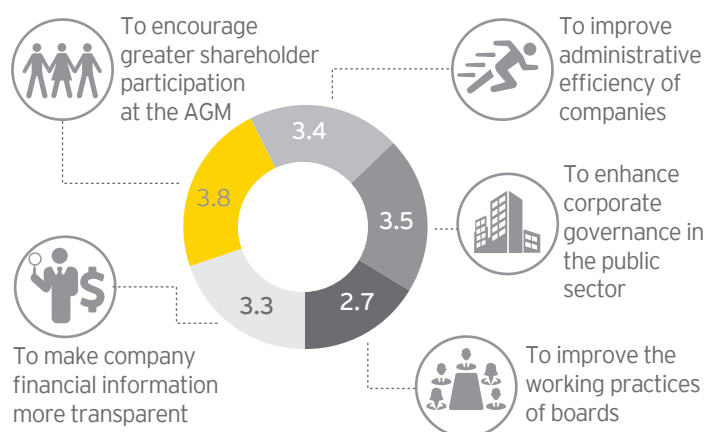 To encourage
greater shareholder
participation
at the AGM
To improve
administrative
efficiency of
companies
3.4
3.8
3.5
3.3
2.7
To enhance
corporate
governance in
the public
sector
$
To make company
financial information
more transparent
To improve the
working practices
of boards